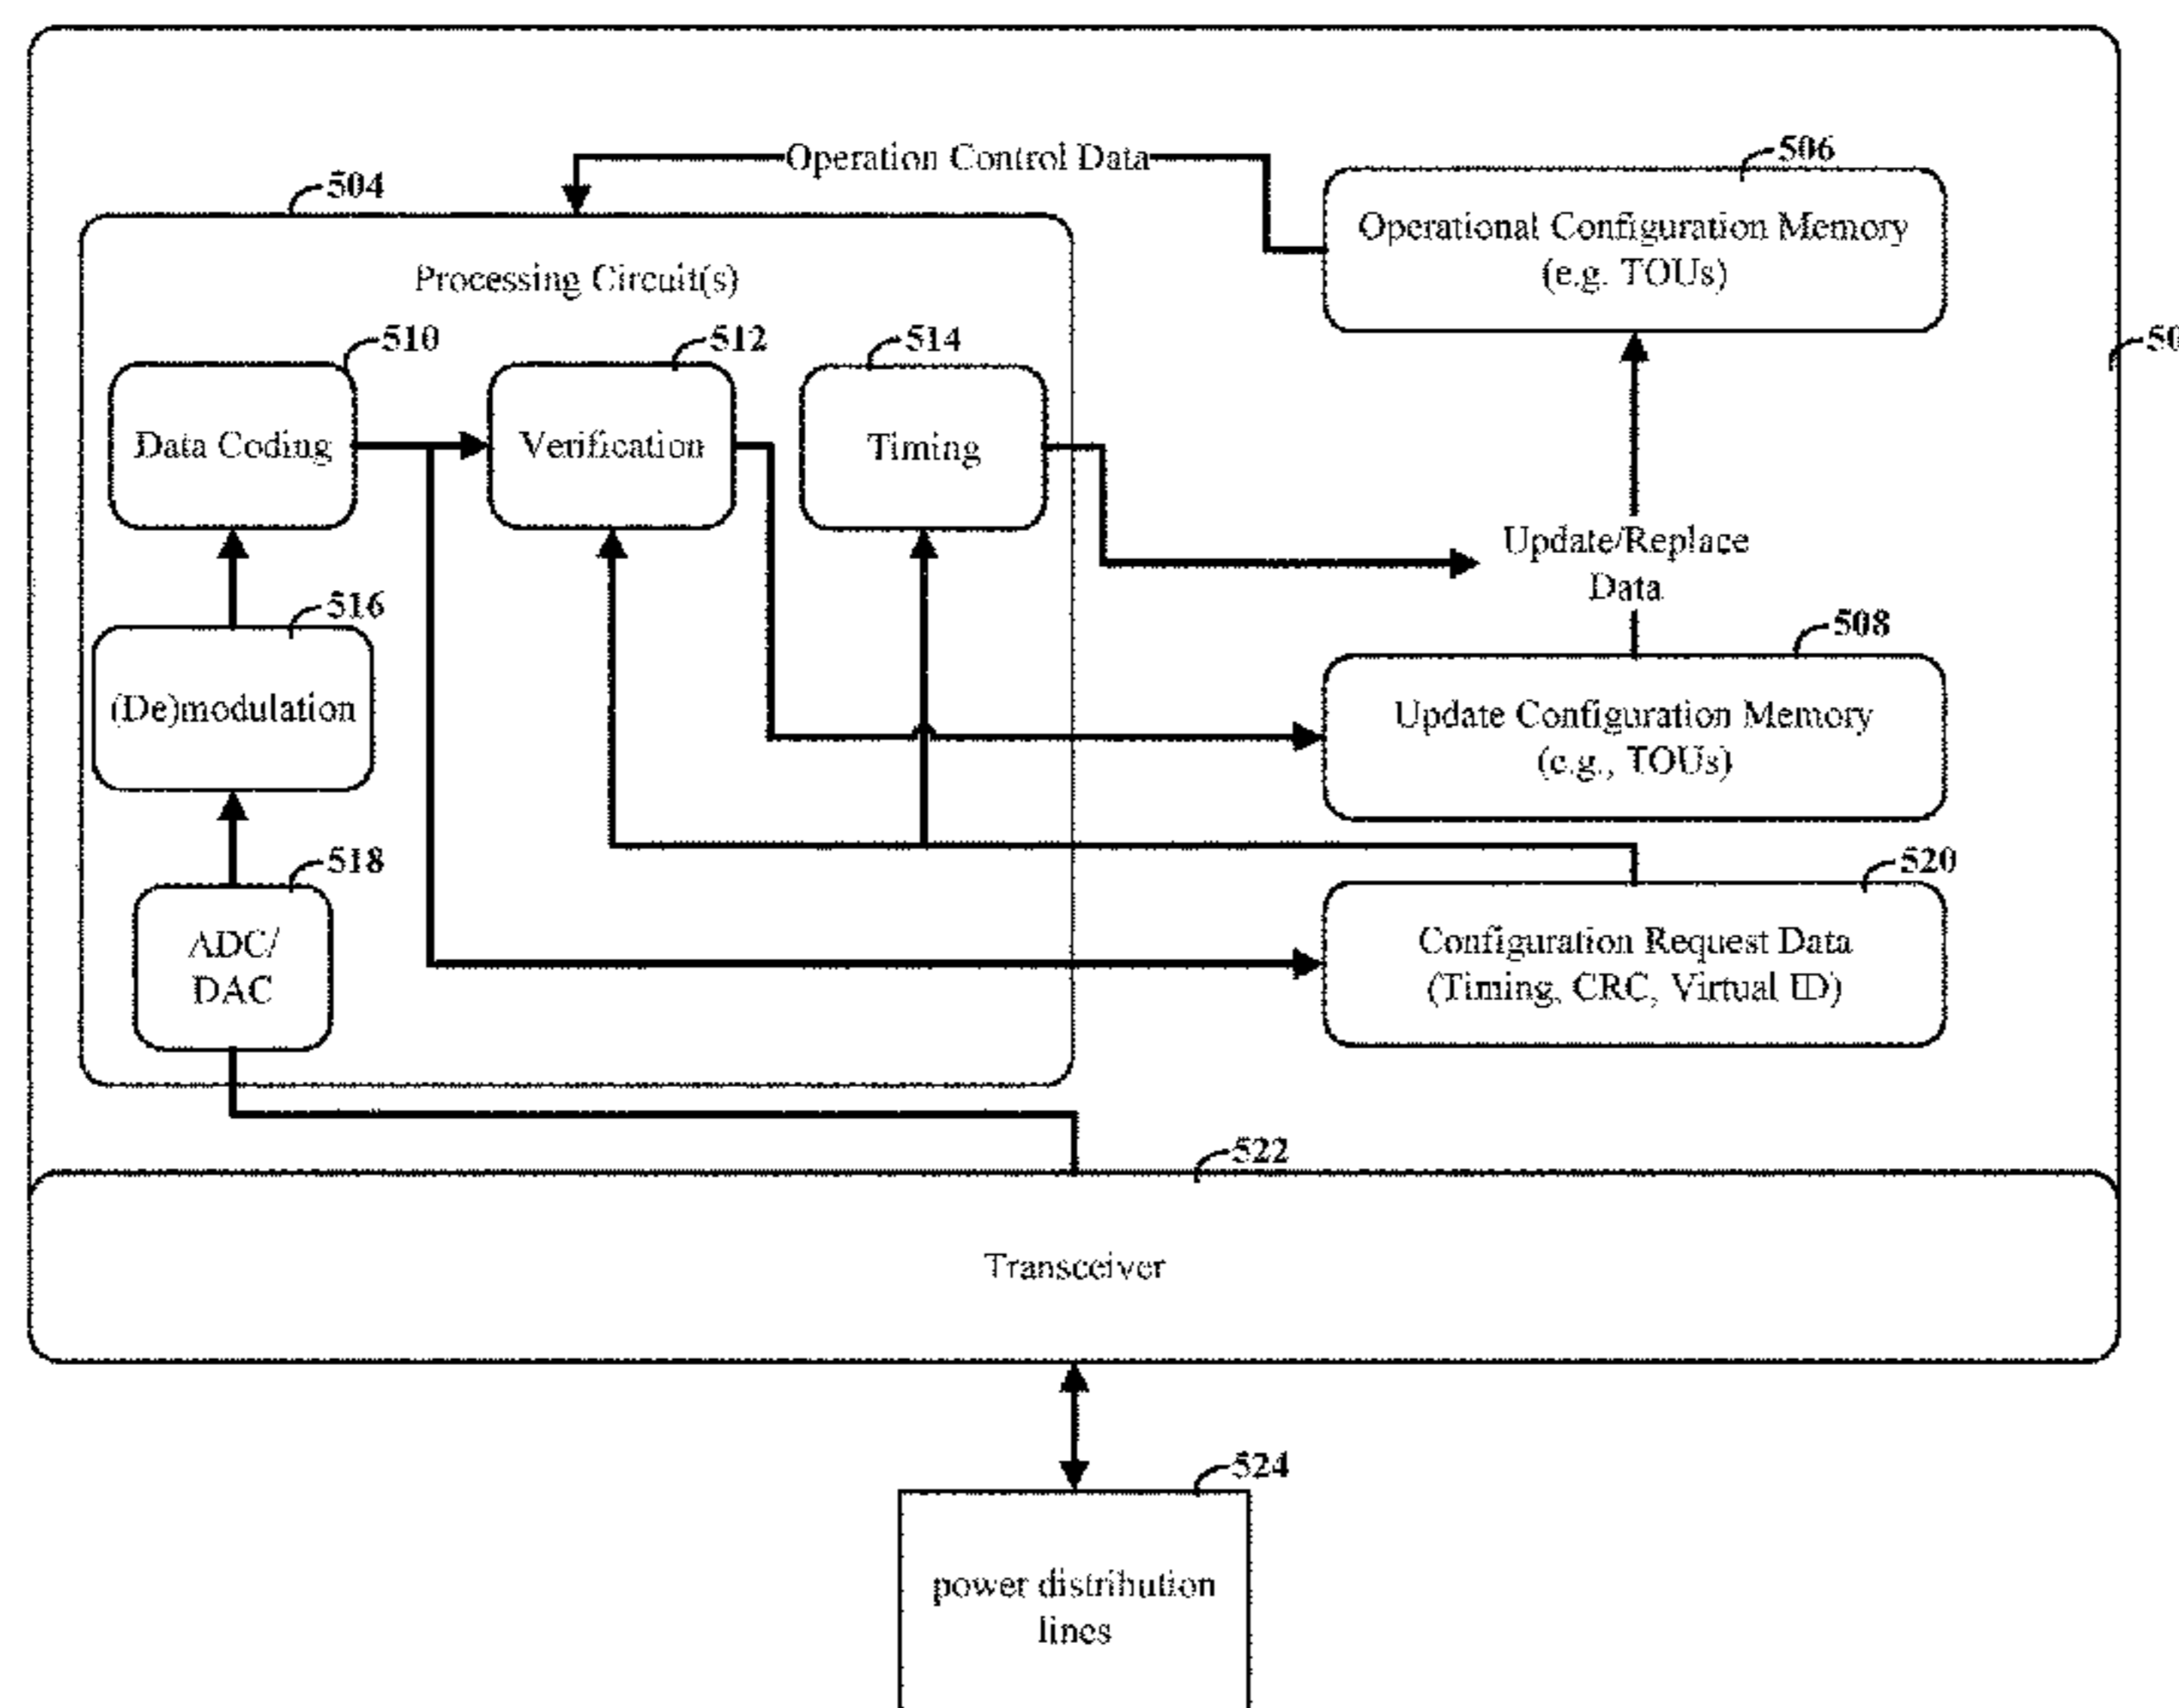 Operation Control Data
506
504
Operational Configuration Memory
(e.g. TOUs)
Processing Circuit(s)
510
512
514
50
Data Coding
Verification
Timing
Update/Replace
Data
516
508
(De)modulation
Update Configuration Memory
(e.g., TOUs)
518
520
ADC/
DAC
Configuration Request Data
(Timing, CRC, Virtual ID)
522
Transceiver
524
power distribution
lines